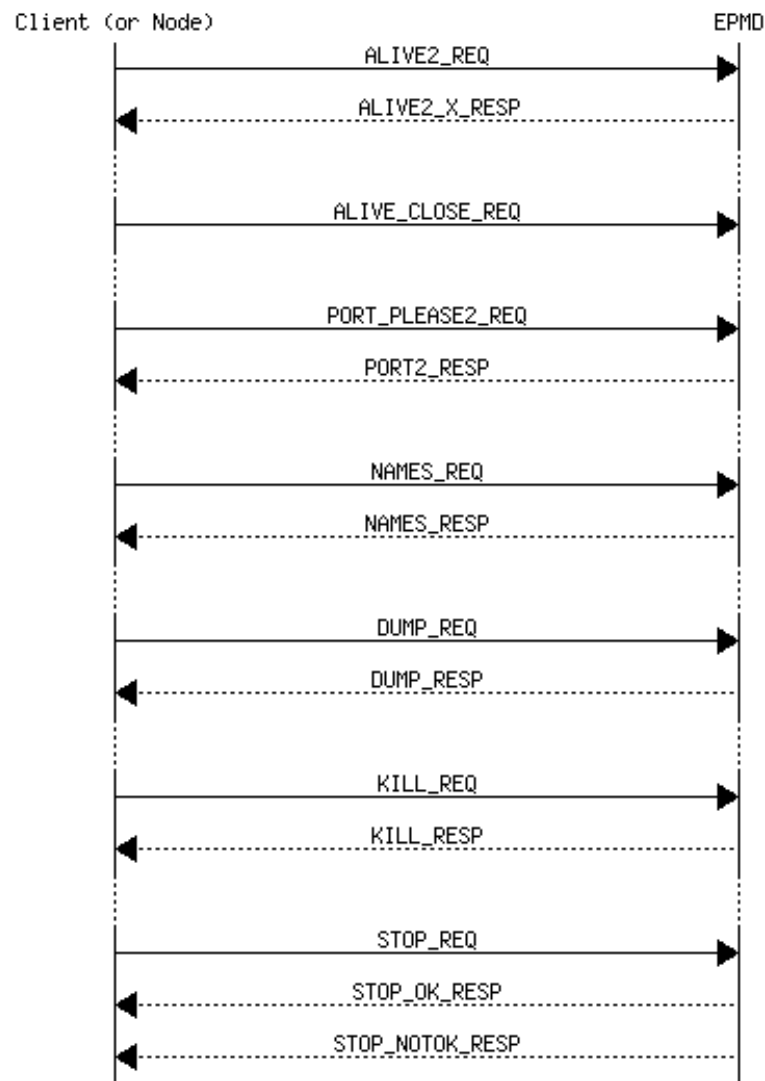 Client (or Node) EPMD
ALIVE2_REQ
ALIVE2_X_RESP
ALIVE_CLOSE_REQ
PORT_PLEASE2_REQ
PORT2_RESP
NAMES_REQ
NAMES_RESP
DUMP_REQ
DUMP_RESP
KILL_REQ
KILL_RESP
STOP_REQ
STOP_OK_RESP
STOP_NOTOK_RESP